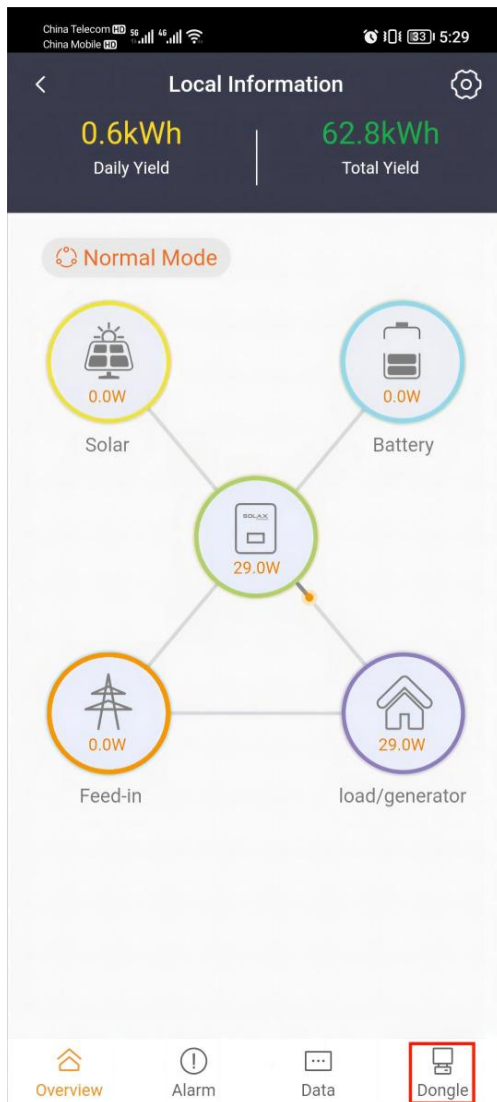 China Telecom HD 5G 4G
China Mobile HD 33 5:29
Local Information
0.6kWh 62.8kWh
Daily Yield Total Yield
Normal Mode
0.0W 0.0W
Solar Battery
SOLAX
29.0W
0.0W 29.0W
Feed-in load/generator
Overview Alarm Data Dongle